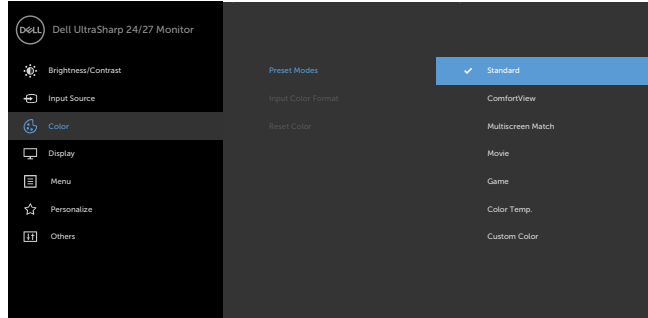 DELL Dell UltraSharp 24/27 Monitor
Brightness/Contrast
Preset Modes
Standard
Input Source
Input Color Format
ComfortView
Color
Reset Color
Multiscreen Match
Display
Movie
Menu
Game
Personalize
Color Temp.
Others
Custom Color